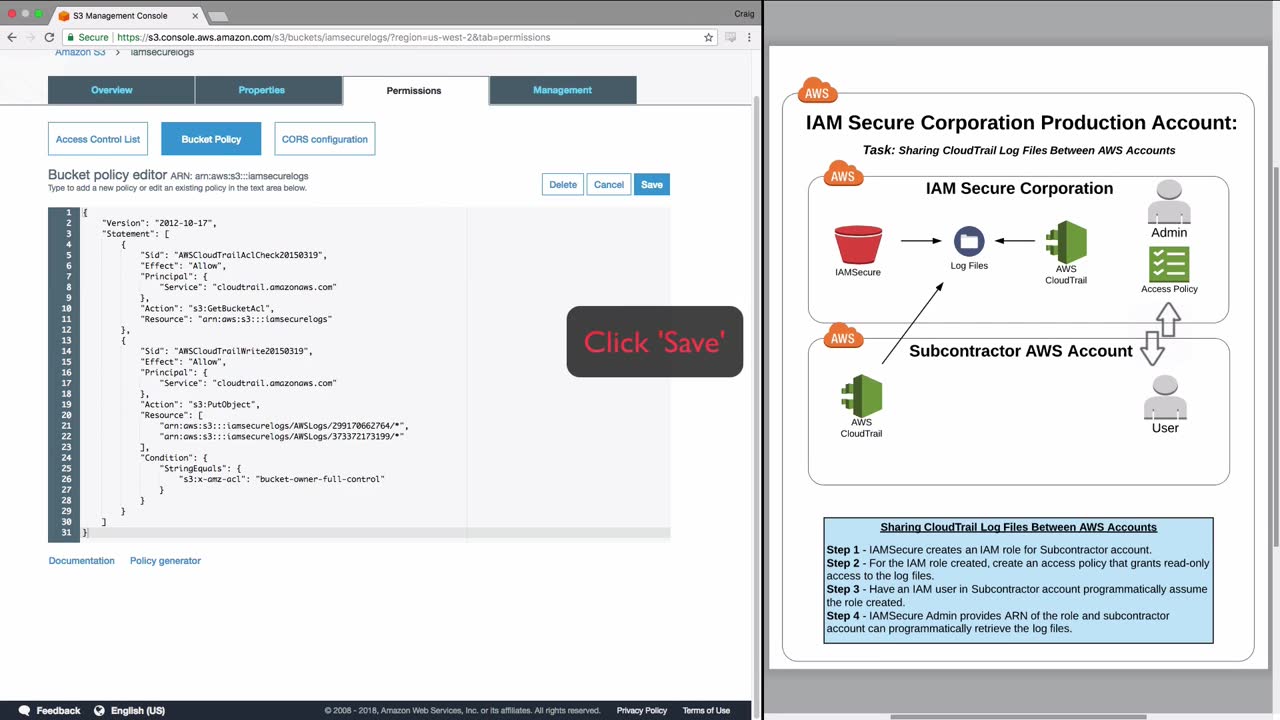 S3 Management Console
Craig
Secure
https://s3.console.aws.amazon.com/s3/buckets/iamsecurelogs/?region=us-west-2&tab=permissions
Amazon S3 > iamsecurelogs
Overview
Properties
Permissions
Management
Access Control List
Bucket Policy
CORS configuration
Bucket policy editor ARN: arn:aws:s3:::iamsecurelogs
Type to add a new policy or edit an existing policy in the text area below.
Delete
Cancel
Save
1 {
2 "Version": "2012-10-17",
3 "Statement": [
4 {
5 "Sid": "AWSCloudTrailAclCheck20150319",
6 "Effect": "Allow",
7 "Principal": {
8 "Service": "cloudtrail.amazonaws.com"
9 },
10 "Action": "s3:GetBucketAcl",
11 "Resource": "arn:aws:s3:::iamsecurelogs"
12 },
13 {
14 "Sid": "AWSCloudTrailWrite20150319",
15 "Effect": "Allow",
16 "Principal": {
17 "Service": "cloudtrail.amazonaws.com"
18 },
19 "Action": "s3:PutObject",
20 "Resource": [
21 "arn:aws:s3:::iamsecurelogs/AWSLogs/299170662764/*",
22 "arn:aws:s3:::iamsecurelogs/AWSLogs/373372173199/*"
23 ],
24 "Condition": {
25 "StringEquals": {
26 "s3:x-amz-acl": "bucket-owner-full-control"
27 }
28 }
29 }
30 ]
31 }
Click 'Save'
Documentation
Policy generator
Feedback
English (US)
© 2008 - 2018, Amazon Web Services, Inc. or its affiliates. All rights reserved.
Privacy Policy
Terms of Use
AWS
IAM Secure Corporation Production Account:
Task: Sharing CloudTrail Log Files Between AWS Accounts
AWS
IAM Secure Corporation
IAMSecure
Log Files
AWS
CloudTrail
Admin
Access Policy
AWS
Subcontractor AWS Account
AWS
CloudTrail
User
Sharing CloudTrail Log Files Between AWS Accounts
Step 1 - IAMSecure creates an IAM role for Subcontractor account.
Step 2 - For the IAM role created, create an access policy that grants read-only
access to the log files.
Step 3 - Have an IAM user in Subcontractor account programmatically assume
the role created.
Step 4 - IAMSecure Admin provides ARN of the role and subcontractor
account can programmatically retrieve the log files.